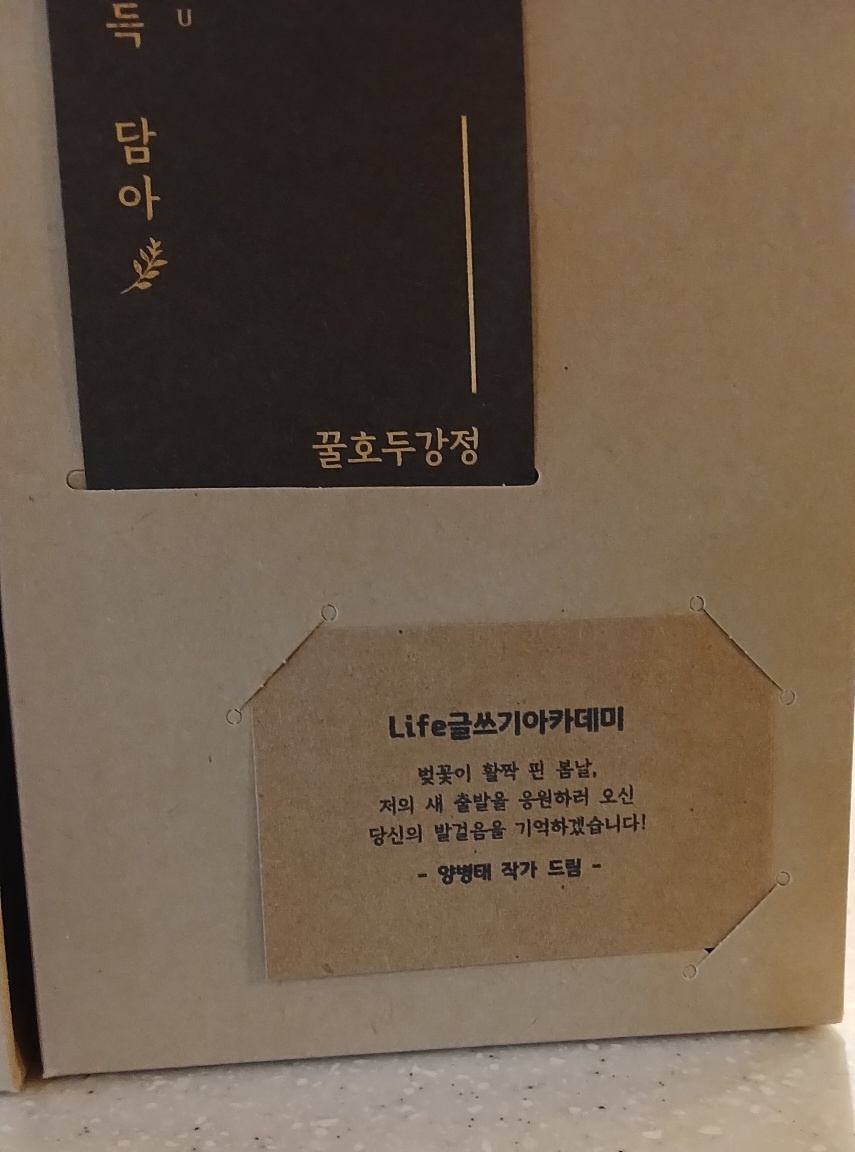 득
U
담
아
꿀호두강정
Life글쓰기아카데미
벚꽃이 활짝 핀 봄날,
저의 새 출발을 응원하러 오신
당신의 발걸음을 기억하겠습니다!
- 양병태 작가 드림 -